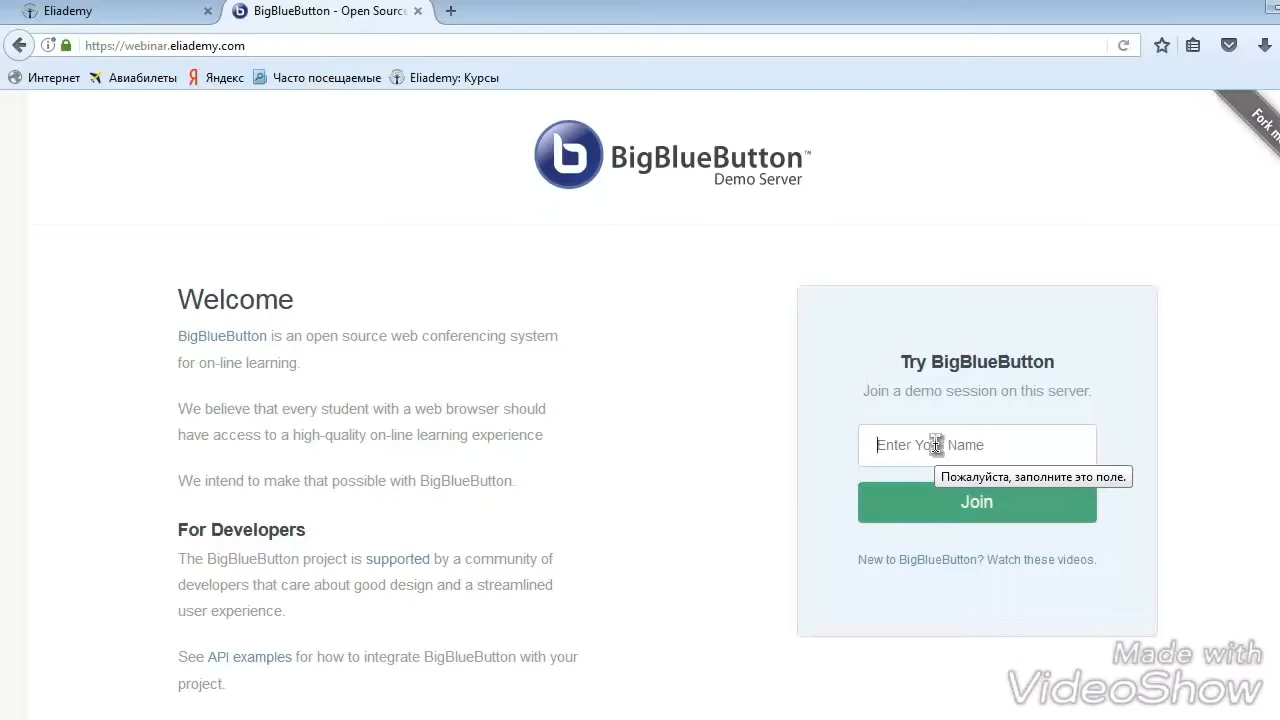 Eliademy
BigBlueButton - Open Source
https://webinar.eliademy.com
Интернет
Авиабилеты
Яндекс
Часто посещаемые
Eliademy: Курсы
Fork m
BigBlueButton™
Demo Server
Welcome
BigBlueButton is an open source web conferencing system
for on-line learning.
We believe that every student with a web browser should
have access to a high-quality on-line learning experience
We intend to make that possible with BigBlueButton.
For Developers
The BigBlueButton project is supported by a community of
developers that care about good design and a streamlined
user experience.
See API examples for how to integrate BigBlueButton with your
project.
Try BigBlueButton
Join a demo session on this server.
Enter Your Name
Пожалуйста, заполните это поле.
Join
New to BigBlueButton? Watch these videos.
Made with
VideoShow